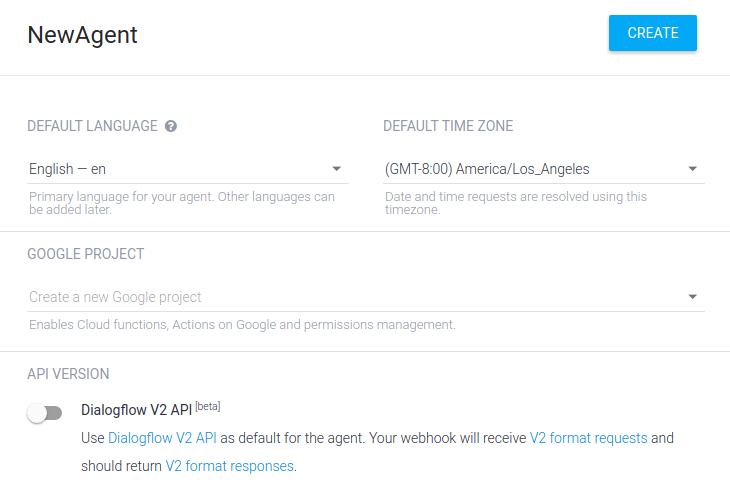 NewAgent
CREATE
DEFAULT LANGUAGE ?
DEFAULT TIME ZONE
English — en
(GMT-8:00) America/Los_Angeles
Primary language for your agent. Other languages can
be added later.
Date and time requests are resolved using this
timezone.
GOOGLE PROJECT
Create a new Google project
Enables Cloud functions, Actions on Google and permissions management.
API VERSION
Dialogflow V2 API [beta]
Use Dialogflow V2 API as default for the agent. Your webhook will receive V2 format requests and
should return V2 format responses.